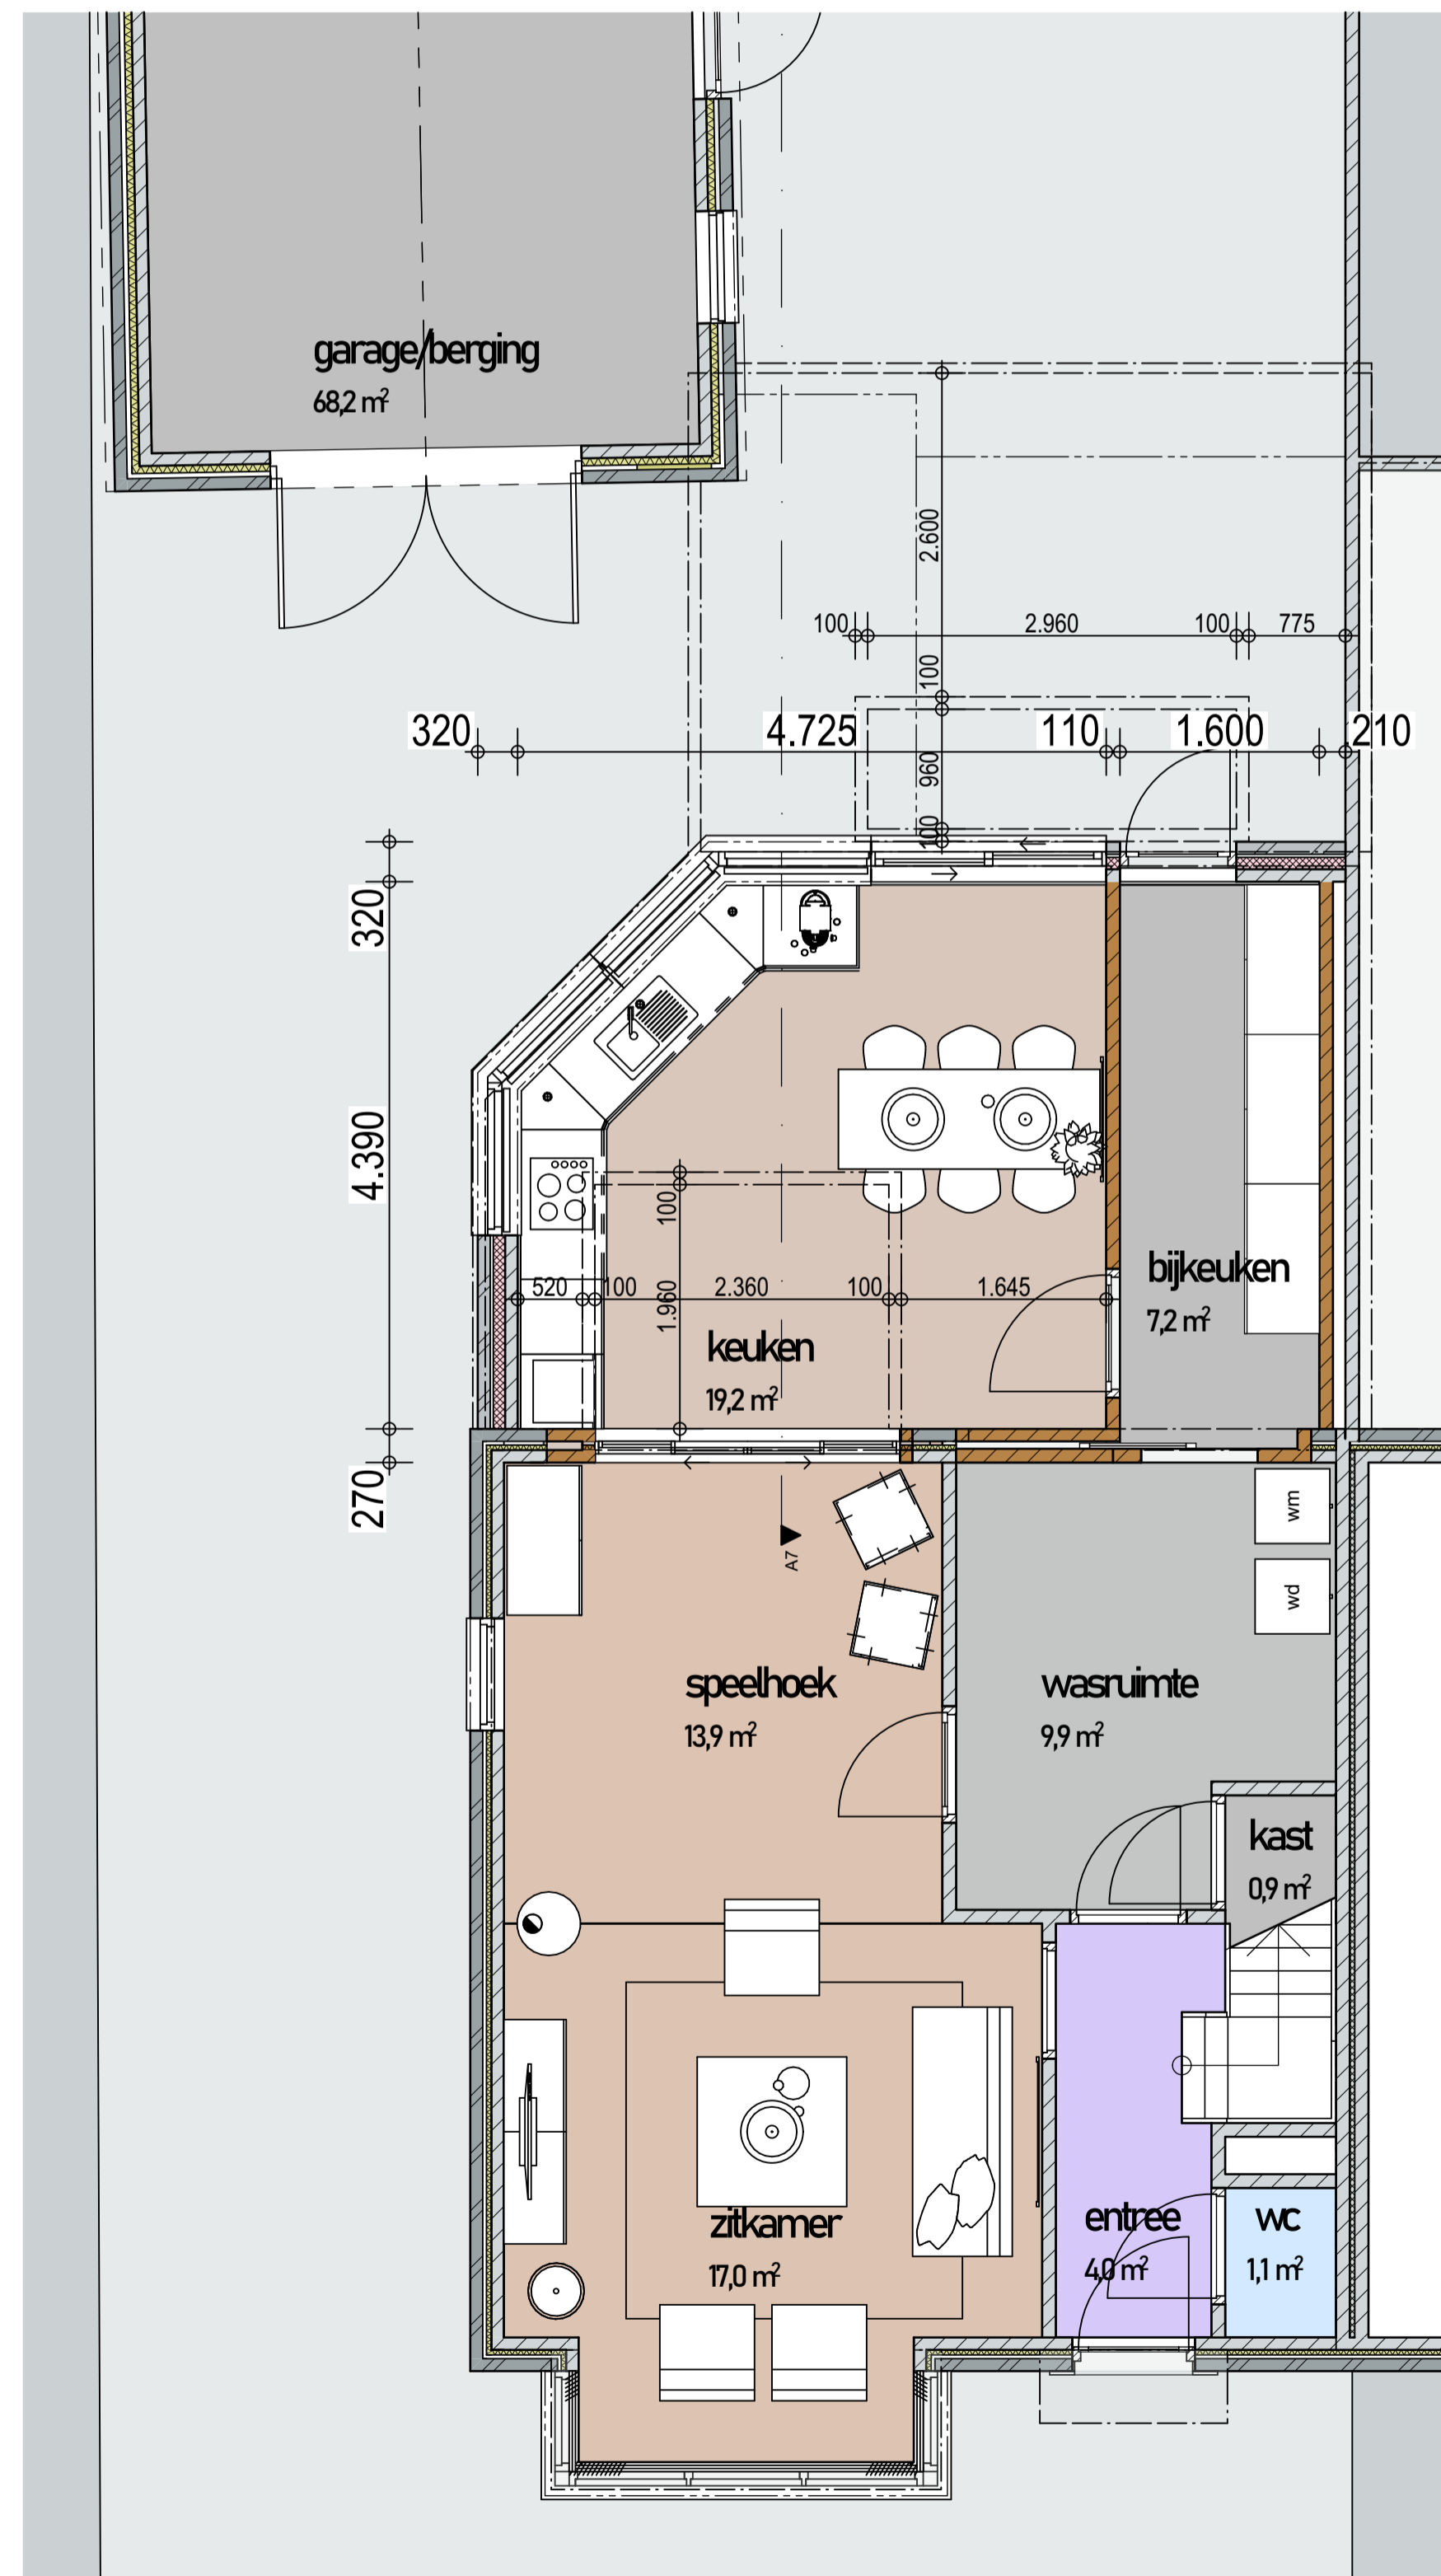 garage/berging
68,2 m²
2.600
100
2.960
100
775
100
320
4.725
110
1.600
210
960
100
320
4.390
270
100
1.960
520
100
2.360
100
1.645
bijkeuken
7,2 m²
keuken
19,2 m²
A7
wm
wd
speelhoek
13,9 m²
wasruimte
9,9 m²
kast
0,9 m²
zitkamer
17,0 m²
entree
4,0 m²
wc
1,1 m²